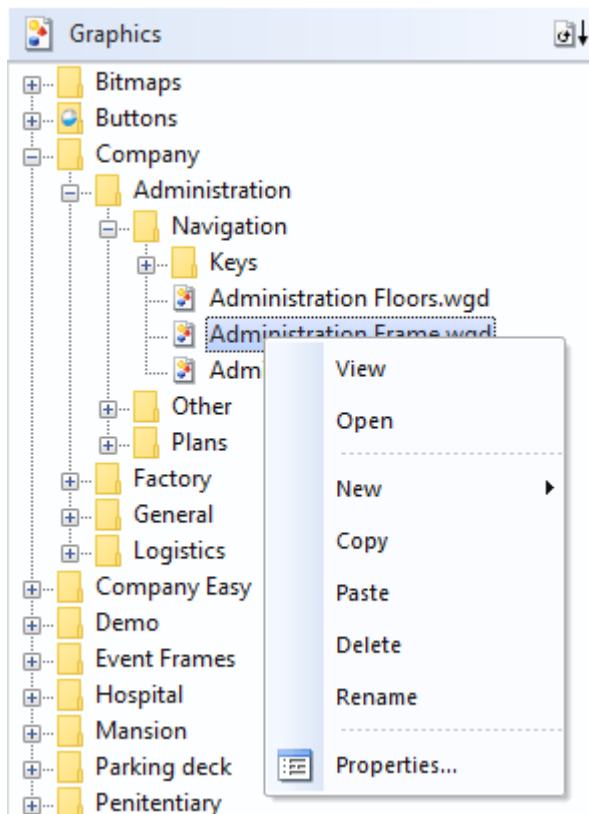 Graphics
Bitmaps
Buttons
Company
Administration
Navigation
Keys
Administration Floors.wgd
Administration Frame.wgd
View
Open
Other
Plans
New
Factory
General
Copy
Logistics
Company Easy
Paste
Demo
Delete
Event Frames
Hospital
Rename
Mansion
Parking deck
Properties...
Penitentiary